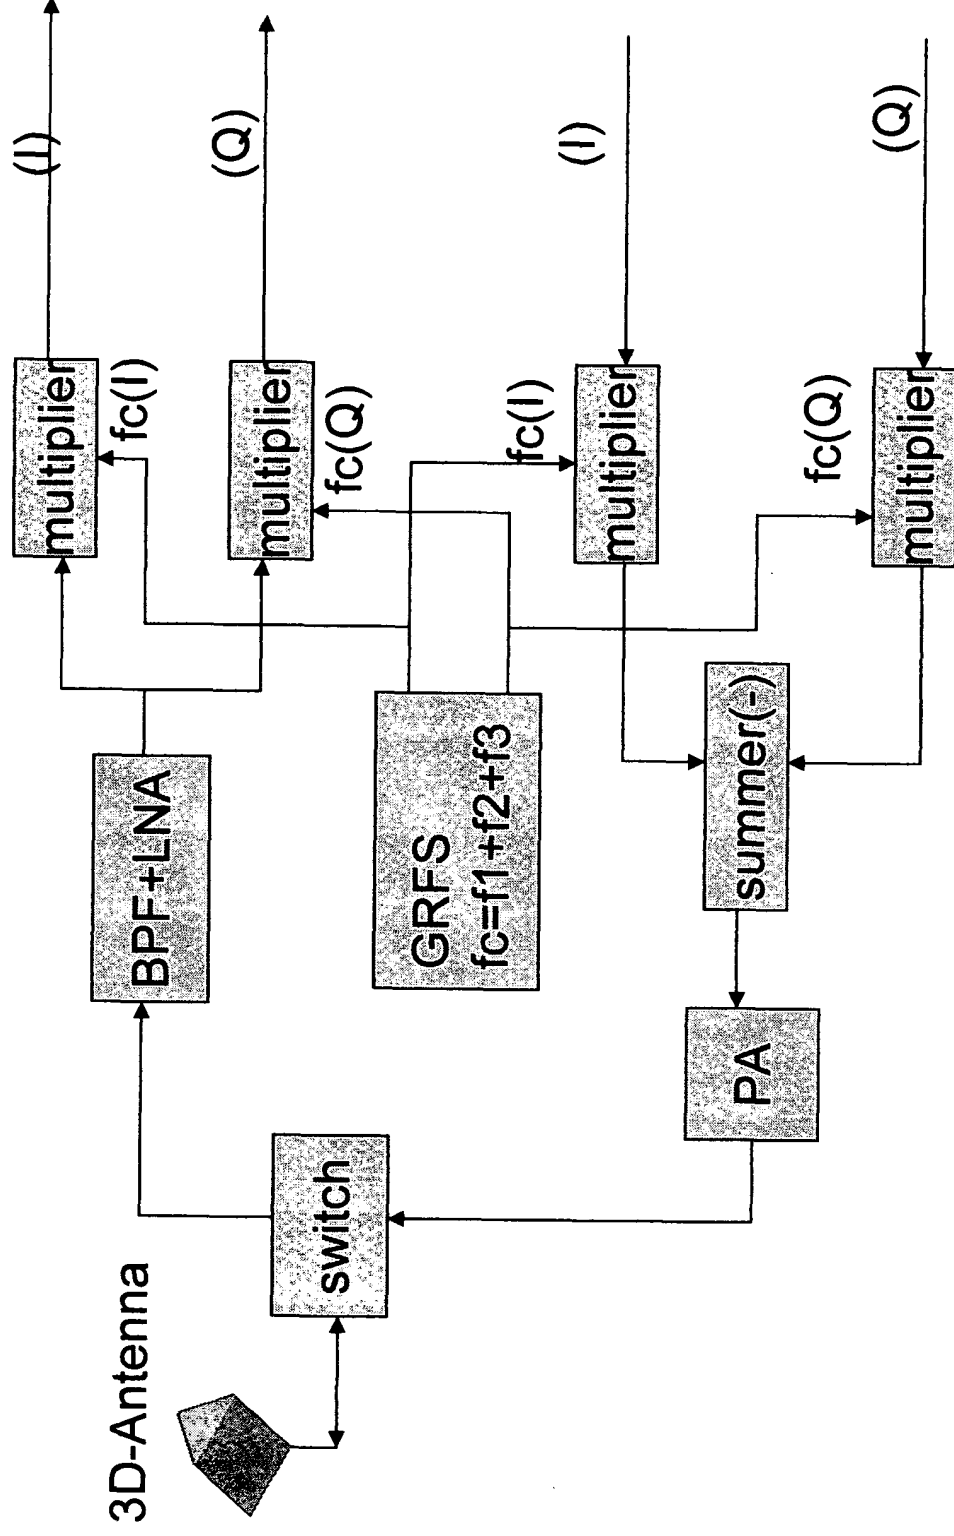 3D-Antenna
switch
BPF+LNA
multiplier
fc(I)
(I)
multiplier
fc(Q)
(Q)
GRFS
fc=f1+f2+f3
fc(I)
multiplier
(I)
PA
summer(-)
fc(Q)
multiplier
(Q)